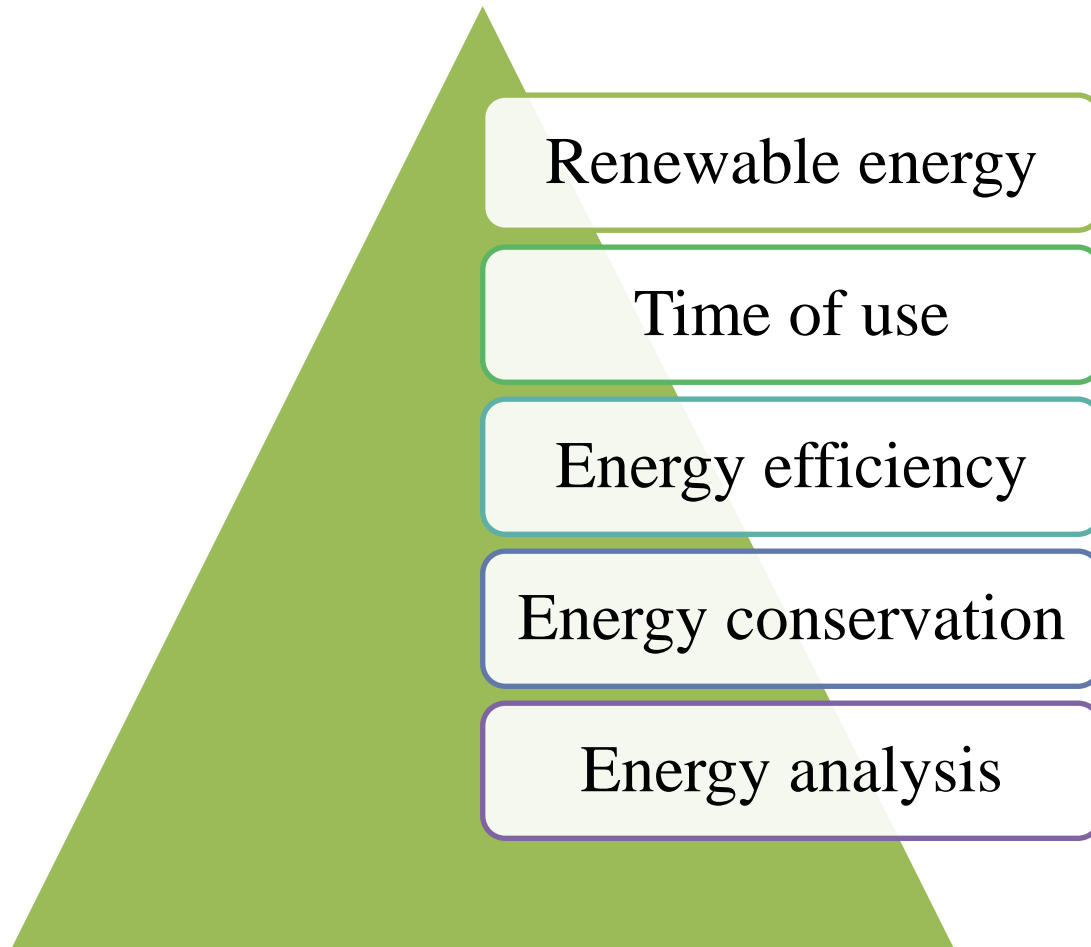 Renewable energy
Time of use
Energy efficiency
Energy conservation
Energy analysis